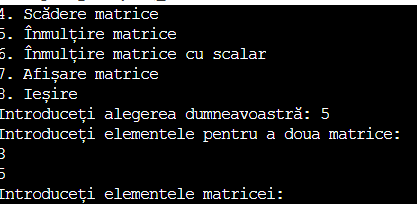 4. Scădere matrice
5. Înmulțire matrice
6. Înmulțire matrice cu scalar
7. Afișare matrice
8. Ieșire
Introduceți alegerea dumneavoastră: 5
Introduceți elementele pentru a doua matrice:
3
5
Introduceți elementele matricei: